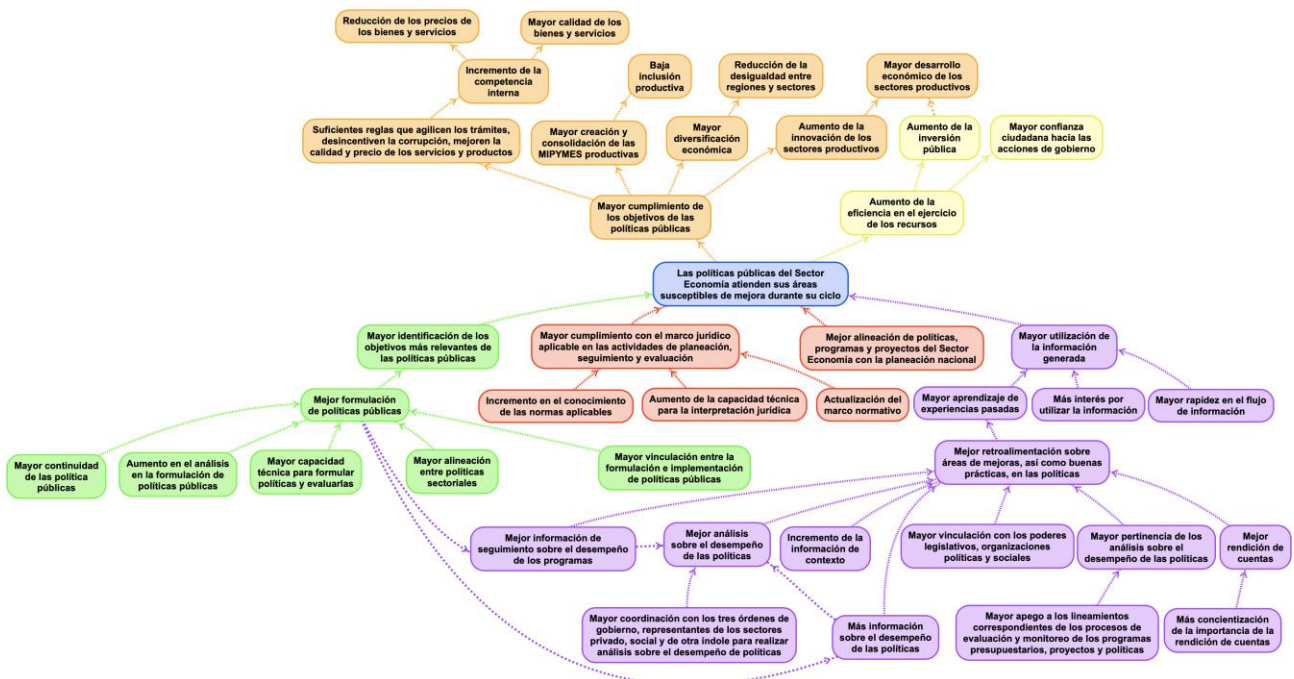 Reducción de los precios de
los bienes y servicios
Mayor calidad de los
bienes y servicios
Incremento de la
competencia
interna
Baja
inclusión
productiva
Reducción de la
desigualdad entre
regiones y sectores
Mayor desarrollo
económico de los
sectores productivos
Suficientes reglas que agilicen los trámites,
desincentiven la corrupción, mejoren la
calidad y precio de los servicios y productos
Mayor creación y
consolidación de las
MIPYMES productivas
Mayor
diversificación
económica
Aumento de la
innovación de los
sectores productivos
Aumento de la
inversión
pública
Mayor confianza
ciudadana hacia las
acciones de gobierno
Mayor cumplimiento de
los objetivos de las
políticas públicas
Aumento de la
eficiencia en el ejercicio
de los recursos
Las políticas públicas del Sector
Economía atienden sus áreas
susceptibles de mejora durante su ciclo
Mayor identificación de los
objetivos más relevantes de
las políticas públicas
Mayor cumplimiento con el marco jurídico
aplicable en las actividades de planeación,
seguimiento y evaluación
Mejor alineación de políticas,
programas y proyectos del Sector
Economía con la planeación nacional
Mayor utilización de
la información
generada
Mejor formulación
de políticas públicas
Incremento en el conocimiento
de las normas aplicables
Aumento de la capacidad técnica
para la interpretación jurídica
Actualización del
marco normativo
Mayor aprendizaje de
experiencias pasadas
Más interés por
utilizar la información
Mayor rapidez en el flujo
de información
Mayor continuidad
de las política
públicas
Aumento en el análisis
en la formulación de
políticas públicas
Mayor capacidad
técnica para formular
políticas y evaluarlas
Mayor alineación
entre políticas
sectoriales
Mayor vinculación entre la
formulación e implementación
de políticas públicas
Mejor retroalimentación sobre
áreas de mejoras, así como buenas
prácticas, en las políticas
Mejor información de
seguimiento sobre el desempeño
de los programas
Mejor análisis
sobre el desempeño
de las políticas
Incremento de la
información de
contexto
Mayor vinculación con los poderes
legislativos, organizaciones
políticas y sociales
Mayor pertinencia de los
análisis sobre el
desempeño de las políticas
Mejor
rendición de
cuentas
Mayor coordinación con los tres órdenes de
gobierno, representantes de los sectores
privado, social y de otra índole para realizar
análisis sobre el desempeño de políticas
Más información
sobre el desempeño
de las políticas
Mayor apego a los lineamientos
correspondientes de los procesos de
evaluación y monitoreo de los programas
presupuestarios, proyectos y políticas
Más concientización
de la importancia de la
rendición de cuentas